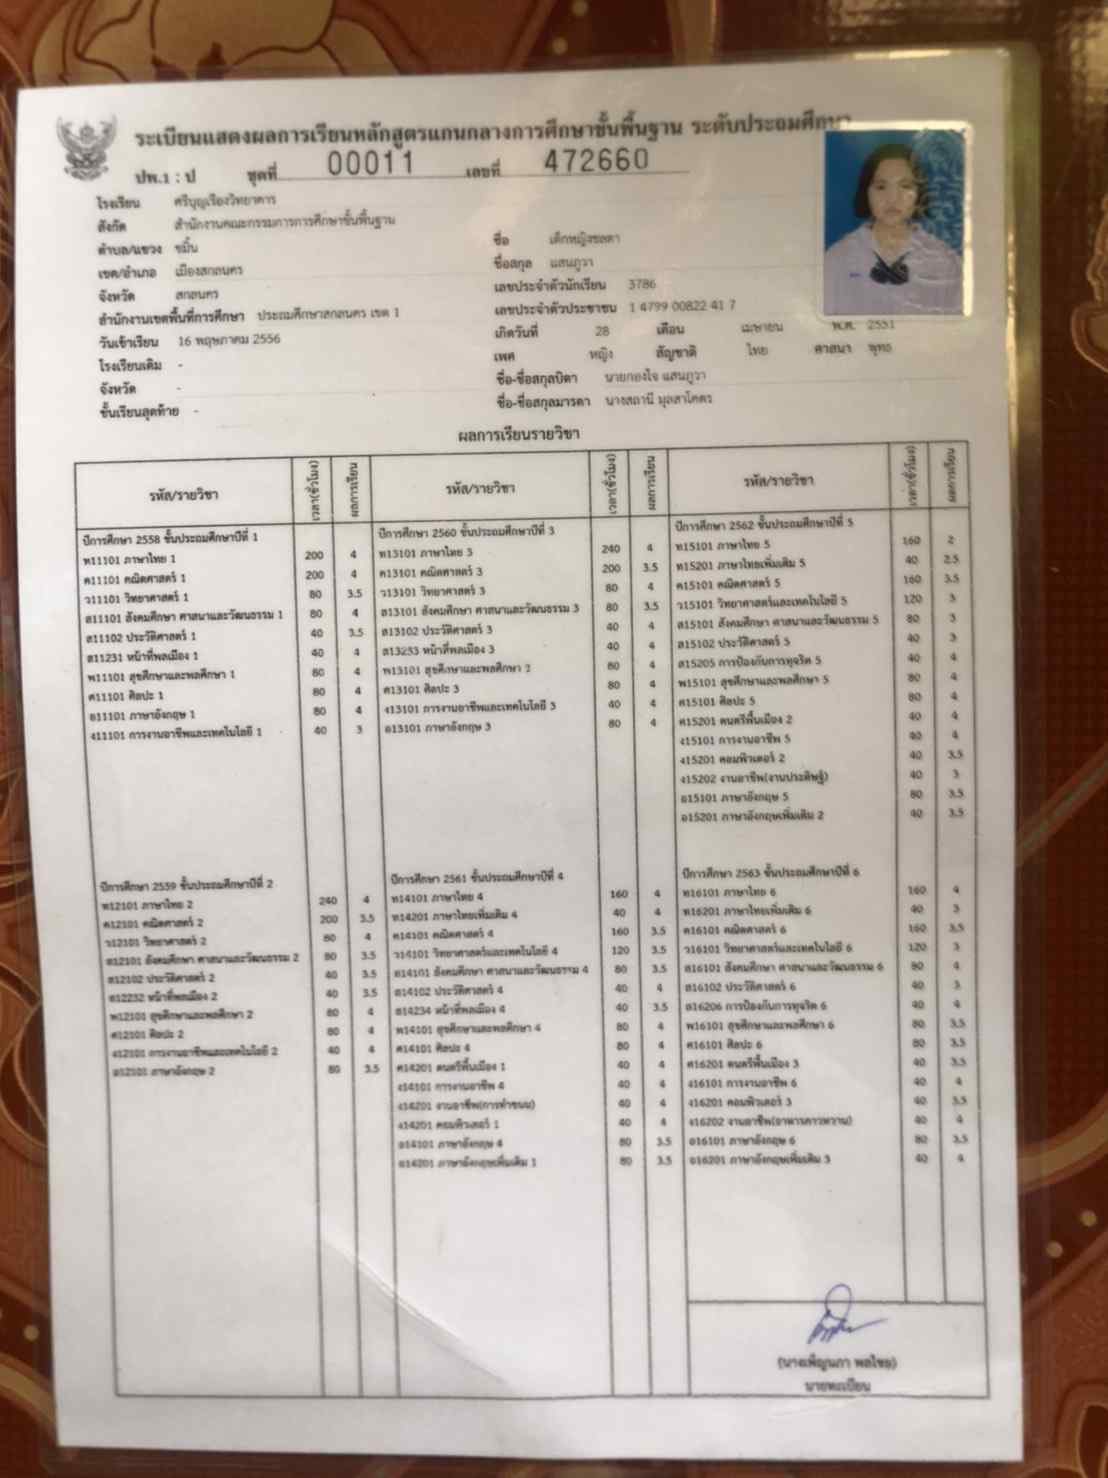 ระเบียนแสดงผลการเรียนหลักสูตรแกนกลางการศึกษาขั้นพื้นฐาน ระดับประถมศึกษา
ปพ.1 : ป ชุดที่ 00011 เลขที่ 472660
โรงเรียน ศรีบุญเรืองวิทยาคาร
สังกัด สำนักงานคณะกรรมการการศึกษาขั้นพื้นฐาน
ตำบล/แขวง ขมิ้น
เขต/อำเภอ เมืองสกลนคร
จังหวัด สกลนคร
สำนักงานเขตพื้นที่การศึกษา ประถมศึกษาสกลนคร เขต 1
วันเข้าเรียน 16 พฤษภาคม 2556
โรงเรียนเดิม -
จังหวัด -
ชั้นเรียนสุดท้าย -
ชื่อ เด็กหญิงชลดา
ชื่อสกุล แสนภูวา
เลขประจำตัวนักเรียน 3786
เลขประจำตัวประชาชน 1 4799 00822 41 7
เกิดวันที่ 28 เดือน เมษายน พ.ศ. 2551
เพศ หญิง สัญชาติ ไทย ศาสนา พุทธ
ชื่อ-ชื่อสกุลบิดา นายกองใจ แสนภูวา
ชื่อ-ชื่อสกุลมารดา นางสถานี มุลสาโคตร
ผลการเรียนรายวิชา
รหัส/รายวิชา เวลา(ชั่วโมง) ผลการเรียน
ปีการศึกษา 2558 ชั้นประถมศึกษาปีที่ 1
ท11101 ภาษาไทย 1 200 4
ค11101 คณิตศาสตร์ 1 200 4
ว11101 วิทยาศาสตร์ 1 80 3.5
ส11101 สังคมศึกษา ศาสนาและวัฒนธรรม 1 80 4
ส11102 ประวัติศาสตร์ 1 40 3.5
ส11231 หน้าที่พลเมือง 1 40 4
พ11101 สุขศึกษาและพลศึกษา 1 80 4
ศ11101 ศิลปะ 1 80 4
อ11101 ภาษาอังกฤษ 1 80 4
ง11101 การงานอาชีพและเทคโนโลยี 1 40 3
ปีการศึกษา 2559 ชั้นประถมศึกษาปีที่ 2
ท12101 ภาษาไทย 2 240 4
ค12101 คณิตศาสตร์ 2 200 3.5
ว12101 วิทยาศาสตร์ 2 80 4
ส12101 สังคมศึกษา ศาสนาและวัฒนธรรม 2 80 3.5
ส12102 ประวัติศาสตร์ 2 40 3.5
ส12232 หน้าที่พลเมือง 2 40 3.5
พ12101 สุขศึกษาและพลศึกษา 2 80 4
ศ12101 ศิลปะ 2 80 4
ง12101 การงานอาชีพและเทคโนโลยี 2 40 4
อ12101 ภาษาอังกฤษ 2 80 3.5
รหัส/รายวิชา เวลา(ชั่วโมง) ผลการเรียน
ปีการศึกษา 2560 ชั้นประถมศึกษาปีที่ 3
ท13101 ภาษาไทย 3 240 4
ค13101 คณิตศาสตร์ 3 200 3.5
ว13101 วิทยาศาสตร์ 3 80 4
ส13101 สังคมศึกษา ศาสนาและวัฒนธรรม 3 80 3.5
ส13102 ประวัติศาสตร์ 3 40 4
ส13233 หน้าที่พลเมือง 3 40 4
พ13101 สุขศึกษาและพลศึกษา 3 80 4
ศ13101 ศิลปะ 3 80 4
ง13101 การงานอาชีพและเทคโนโลยี 3 40 4
อ13101 ภาษาอังกฤษ 3 80 4
ปีการศึกษา 2561 ชั้นประถมศึกษาปีที่ 4
ท14101 ภาษาไทย 4 160 4
ท14201 ภาษาไทยเพิ่มเติม 4 40 4
ค14101 คณิตศาสตร์ 4 160 3.5
ว14101 วิทยาศาสตร์และเทคโนโลยี 4 120 3.5
ส14101 สังคมศึกษา ศาสนาและวัฒนธรรม 4 80 3.5
ส14102 ประวัติศาสตร์ 4 40 4
ส14234 หน้าที่พลเมือง 4 40 3.5
พ14101 สุขศึกษาและพลศึกษา 4 80 4
ศ14101 ศิลปะ 4 80 4
ศ14201 ดนตรีพื้นเมือง 1 40 4
ง14101 การงานอาชีพ 4 40 4
ง14201 งานอาชีพ(การทำขนม) 40 4
ง14201 คอมพิวเตอร์ 1 40 4
อ14101 ภาษาอังกฤษ 4 80 3.5
อ14201 ภาษาอังกฤษเพิ่มเติม 1 80 3.5
รหัส/รายวิชา เวลา(ชั่วโมง) ผลการเรียน
ปีการศึกษา 2562 ชั้นประถมศึกษาปีที่ 5
ท15101 ภาษาไทย 5 160 2
ท15201 ภาษาไทยเพิ่มเติม 5 40 2.5
ค15101 คณิตศาสตร์ 5 160 3.5
ว15101 วิทยาศาสตร์และเทคโนโลยี 5 120 3
ส15101 สังคมศึกษา ศาสนาและวัฒนธรรม 5 80 3
ส15102 ประวัติศาสตร์ 5 40 3
ส15205 การป้องกันการทุจริต 5 40 4
พ15101 สุขศึกษาและพลศึกษา 5 80 4
ศ15101 ศิลปะ 5 80 4
ศ15201 ดนตรีพื้นเมือง 2 40 4
ง15101 การงานอาชีพ 5 40 4
ง15201 คอมพิวเตอร์ 2 40 3.5
ง15202 งานอาชีพ(งานประดิษฐ์) 40 3
อ15101 ภาษาอังกฤษ 5 80 3.5
อ15201 ภาษาอังกฤษเพิ่มเติม 2 40 3.5
ปีการศึกษา 2563 ชั้นประถมศึกษาปีที่ 6
ท16101 ภาษาไทย 6 160 4
ท16201 ภาษาไทยเพิ่มเติม 6 40 3
ค16101 คณิตศาสตร์ 6 160 3.5
ว16101 วิทยาศาสตร์และเทคโนโลยี 6 120 3
ส16101 สังคมศึกษา ศาสนาและวัฒนธรรม 6 80 4
ส16102 ประวัติศาสตร์ 6 40 3
ส16206 การป้องกันการทุจริต 6 40 4
พ16101 สุขศึกษาและพลศึกษา 6 80 3.5
ศ16101 ศิลปะ 6 80 3.5
ศ16201 ดนตรีพื้นเมือง 3 40 3.5
ง16101 การงานอาชีพ 6 40 4
ง16201 คอมพิวเตอร์ 3 40 3.5
ง16202 งานอาชีพ(อาหารคาวหวาน) 40 4
อ16101 ภาษาอังกฤษ 6 80 3.5
อ16201 ภาษาอังกฤษเพิ่มเติม 3 40 4
(นางเพ็ญนภา พลไชย)
นายทะเบียน